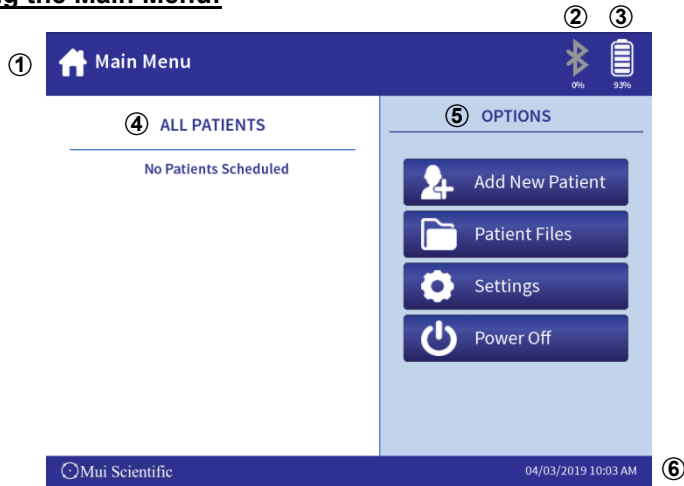 g the Main Menu:
② ③
① Main Menu
0% 93%
④ ALL PATIENTS
No Patients Scheduled
⑤ OPTIONS
Add New Patient
Patient Files
Settings
Power Off
Mui Scientific
04/03/2019 10:03 AM ⑥